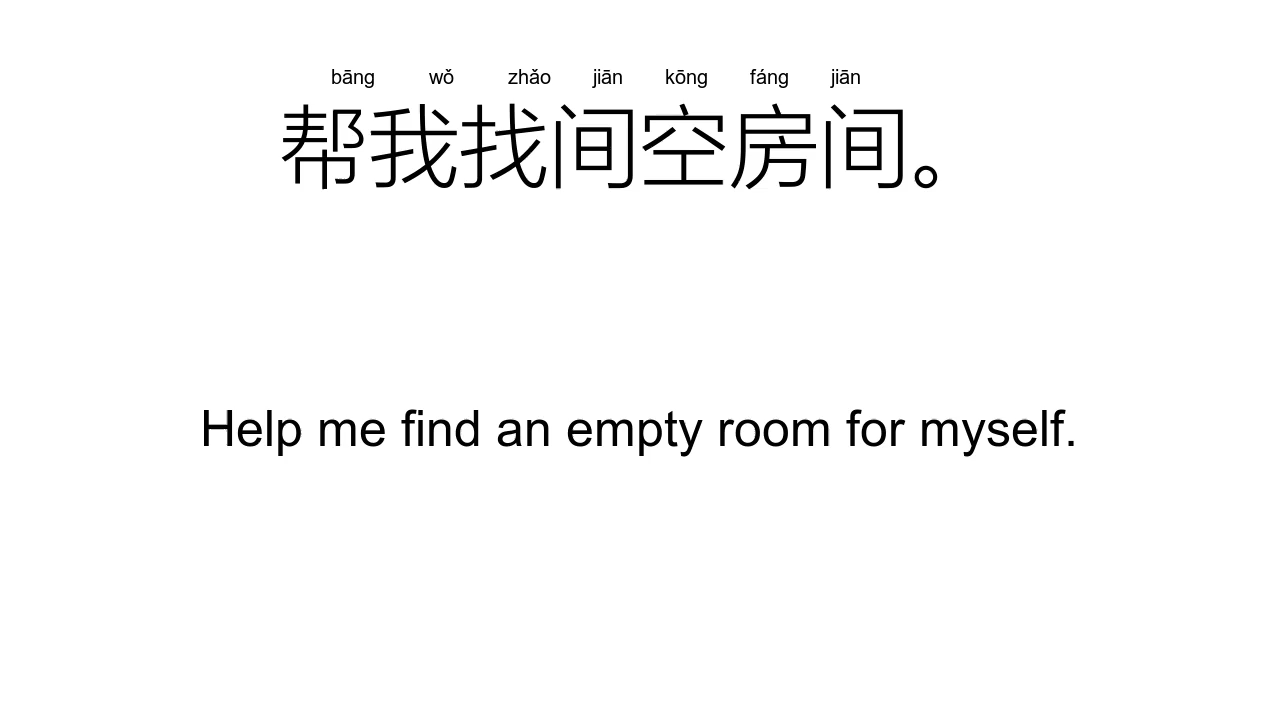 bāng wǒ zhǎo jiān kōng fáng jiān
帮我找间空房间。
Help me find an empty room for myself.